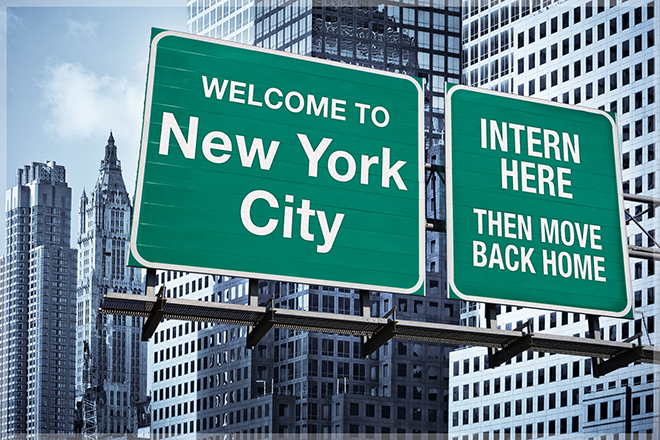 WELCOME TO
New York
City
INTERN
HERE
THEN MOVE
BACK HOME